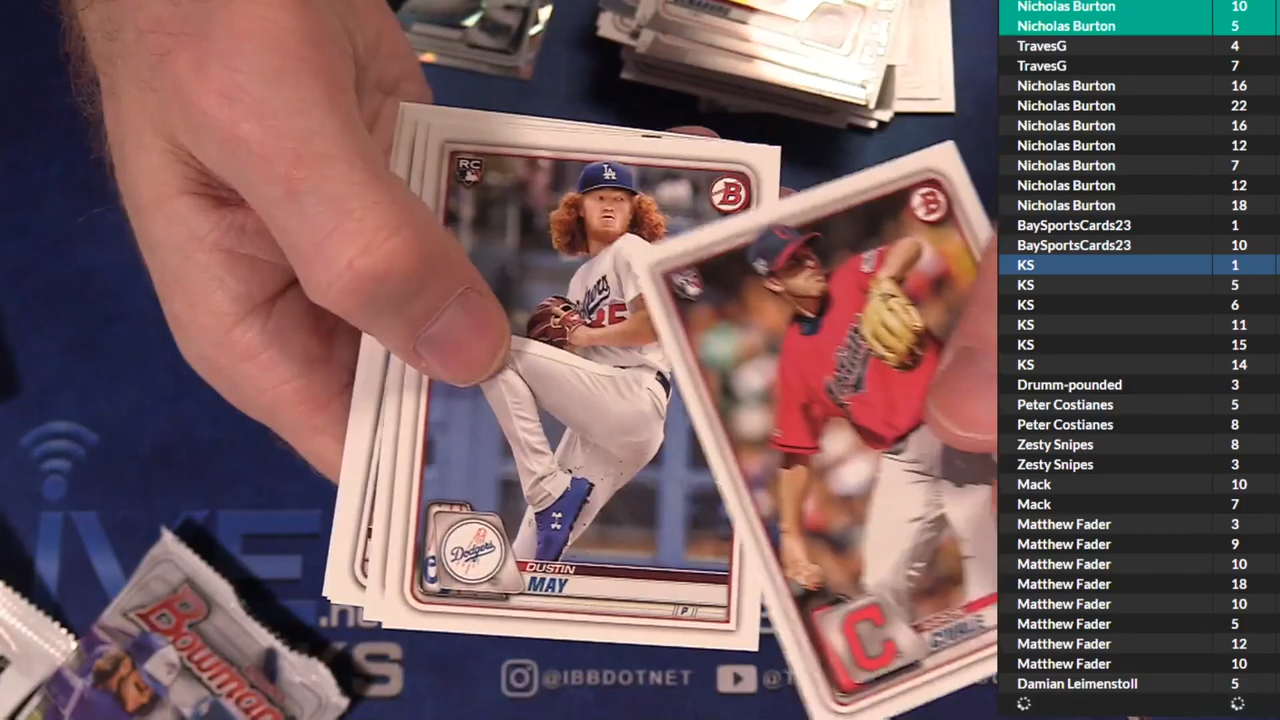 Nicholas Burton 10
Nicholas Burton 5
TravesG 4
TravesG 7
Nicholas Burton 16
Nicholas Burton 22
Nicholas Burton 16
Nicholas Burton 12
Nicholas Burton 7
Nicholas Burton 12
Nicholas Burton 18
BaySportsCards23 1
BaySportsCards23 10
KS 1
KS 5
KS 6
KS 11
KS 15
KS 14
Drumm-pounded 3
Peter Costianes 5
Peter Costianes 8
Zesty Snipes 8
Zesty Snipes 3
Mack 10
Mack 7
Matthew Fader 3
Matthew Fader 9
Matthew Fader 10
Matthew Fader 18
Matthew Fader 10
Matthew Fader 5
Matthew Fader 12
Matthew Fader 10
Damian Leimenstoll 5
RC
B
LA
Dodgers
Dodgers
DUSTIN
MAY
P
B
C
Bowman
@IBBDOTNET